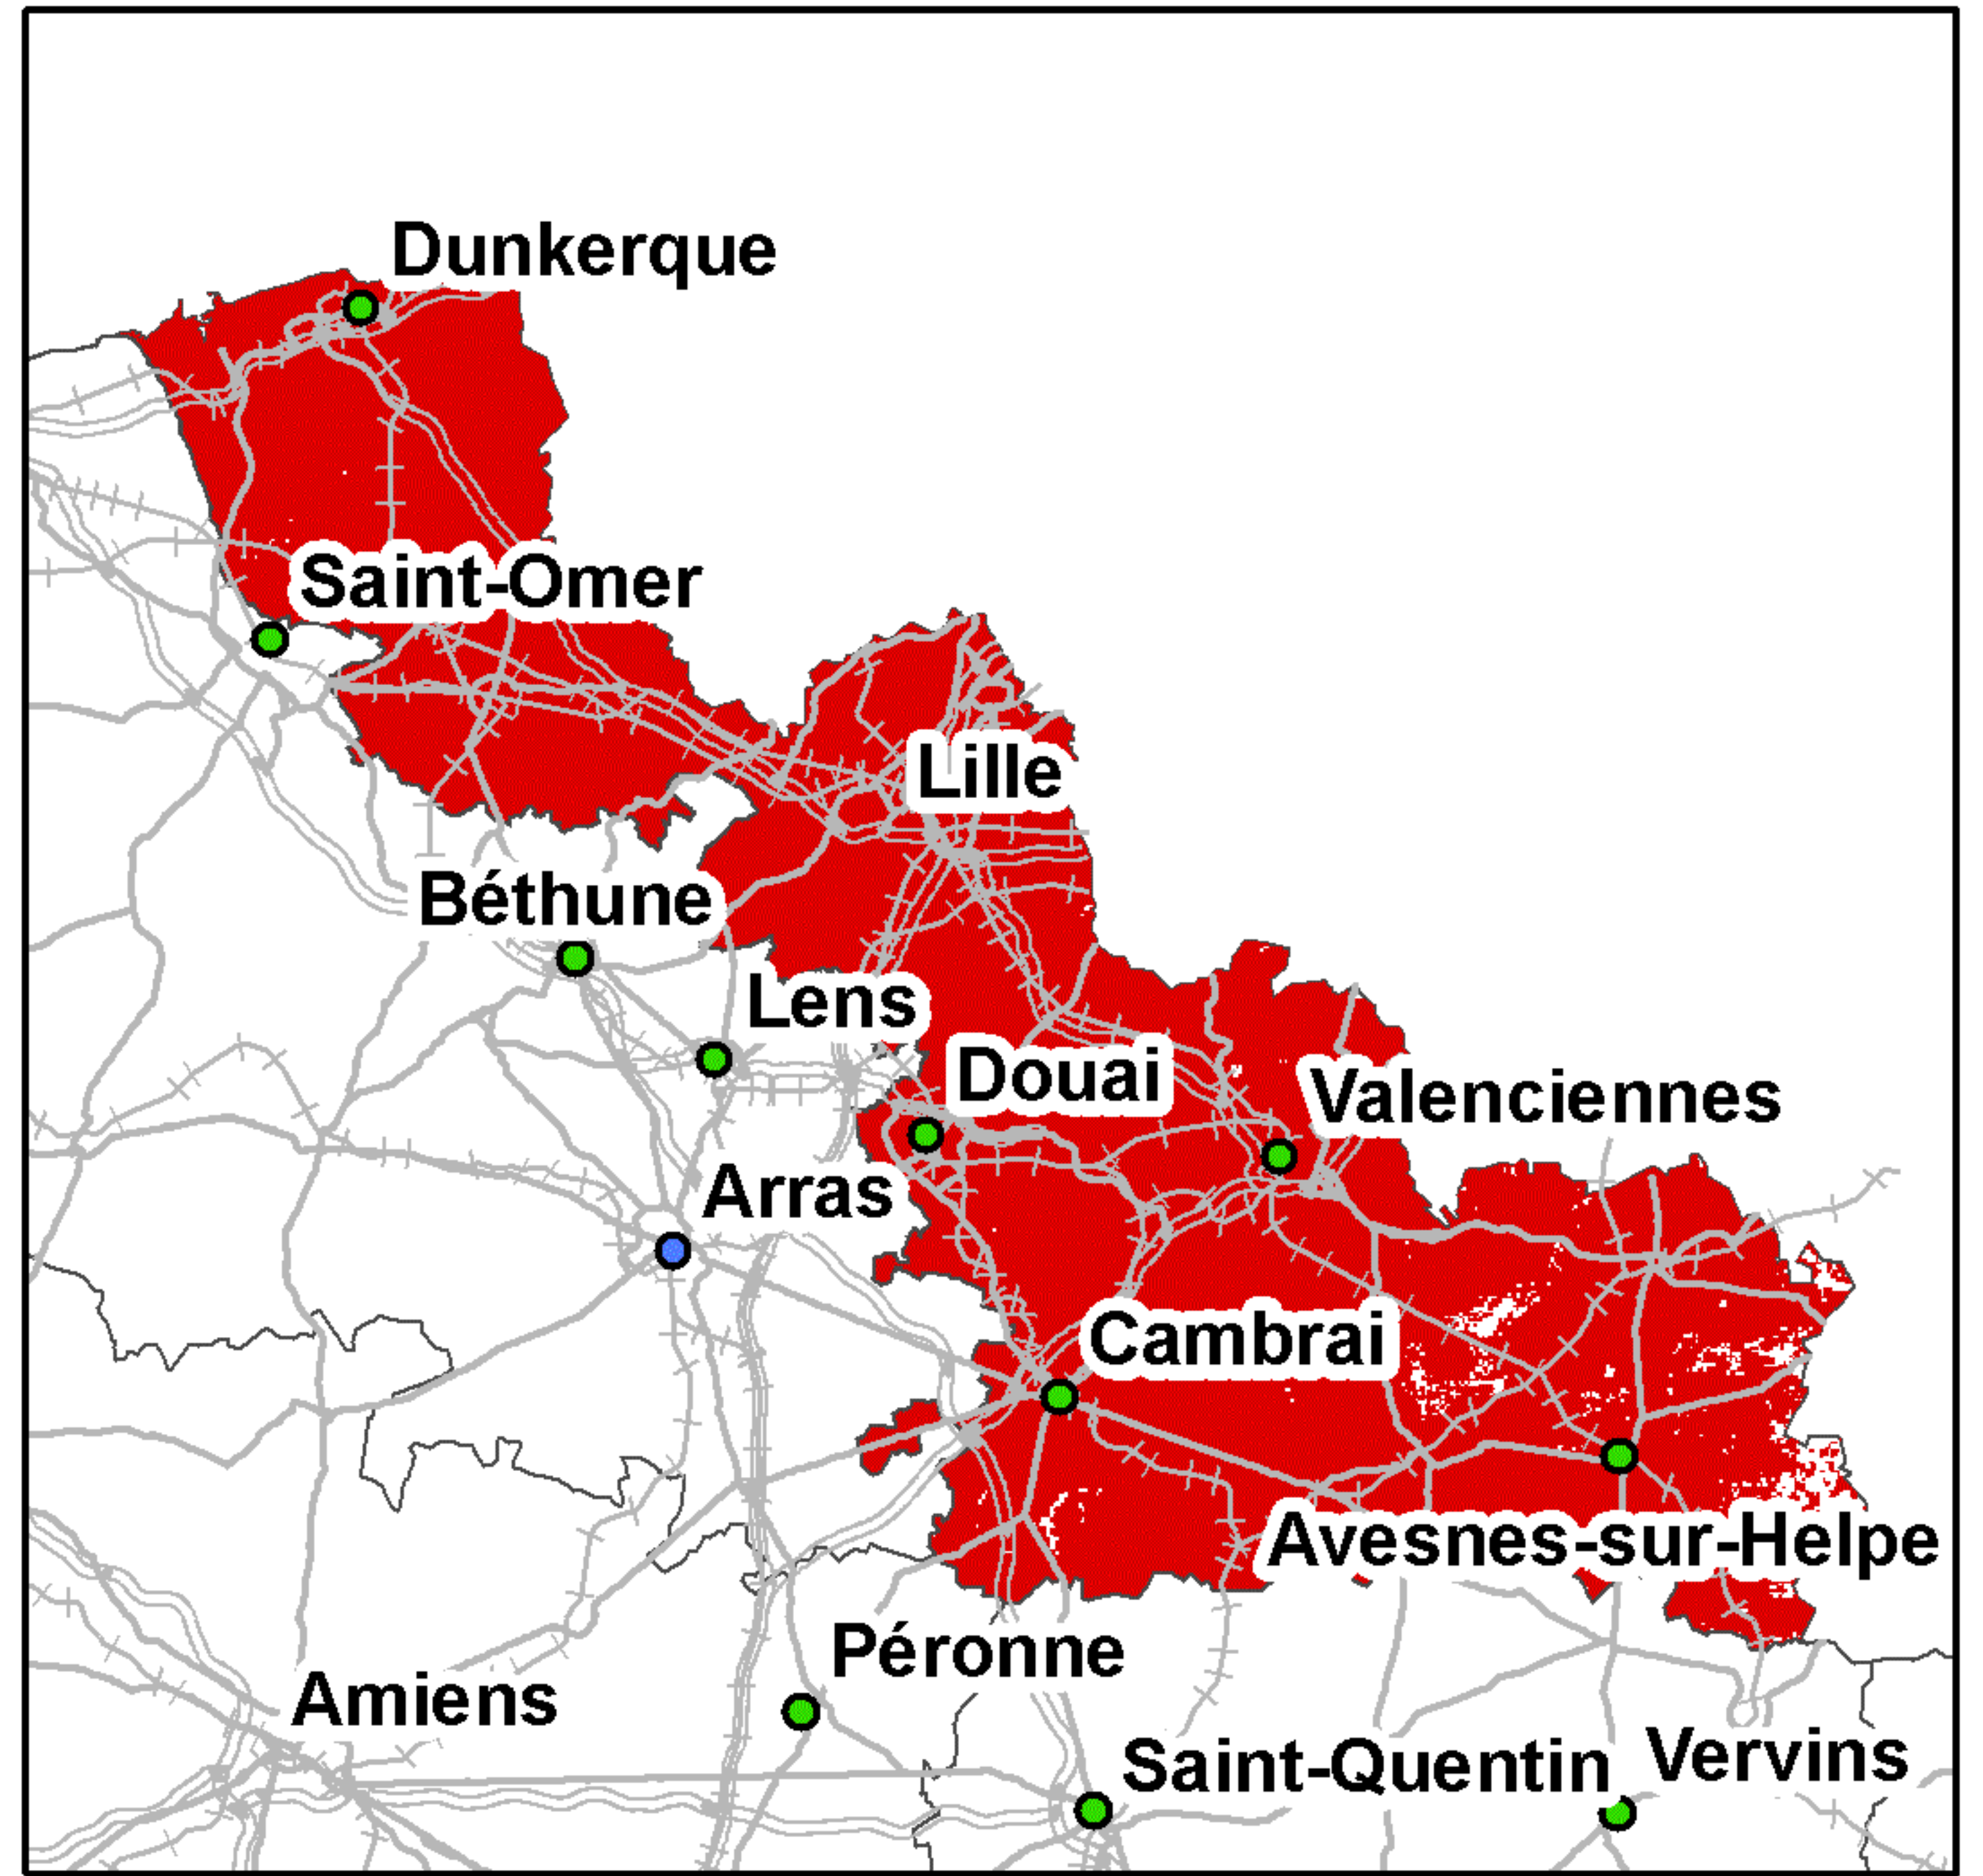 Dunkerque
Saint-Omer
Lille
Béthune
Lens
Douai
Valenciennes
Arras
Cambrai
Avesnes-sur-Helpe
Péronne
Amiens
Saint-Quentin
Vervins